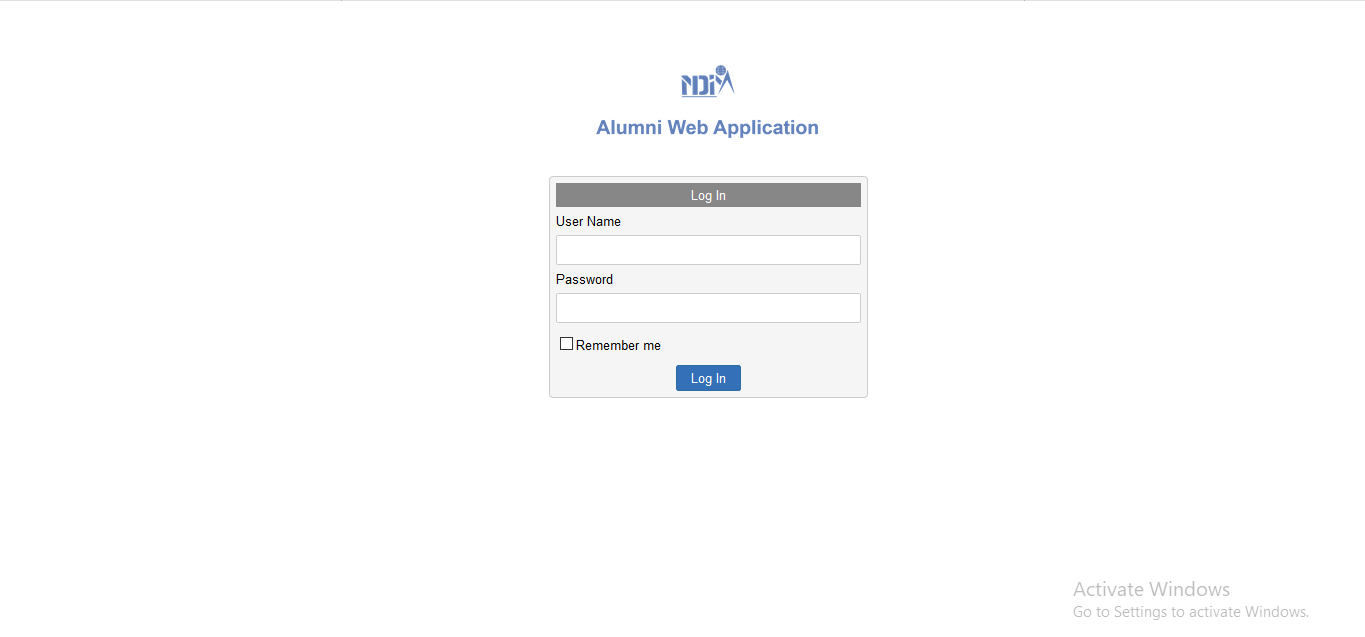 NDiM
Alumni Web Application
Log In
User Name
Password
Remember me
Log In
Activate Windows
Go to Settings to activate Windows.